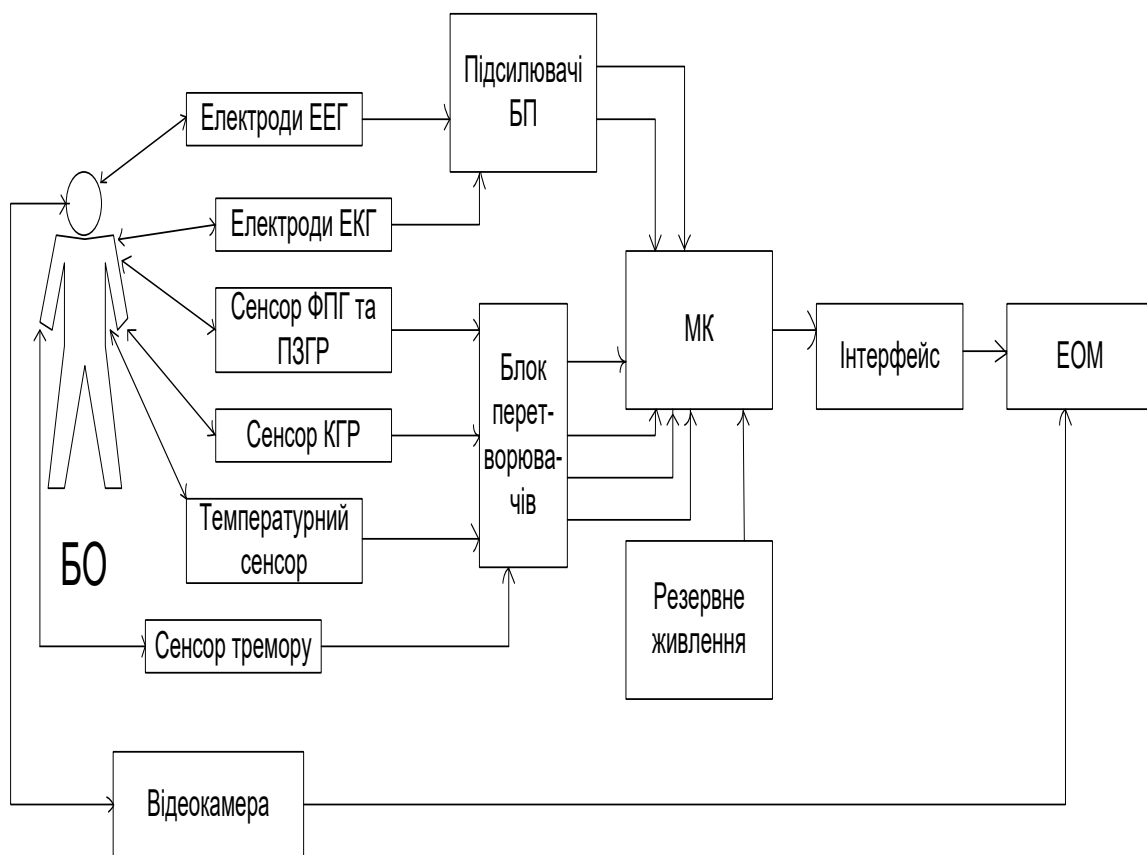 Підсилювачі
БП
Електроди ЕЕГ
Електроди ЕКГ
Сенсор ФПГ та
ПЗГР
МК
Інтерфейс
ЕОМ
Блок
перет-
ворюва-
чів
Сенсор КГР
Температурний
сенсор
БО
Резервне
живлення
Сенсор тремору
Відеокамера